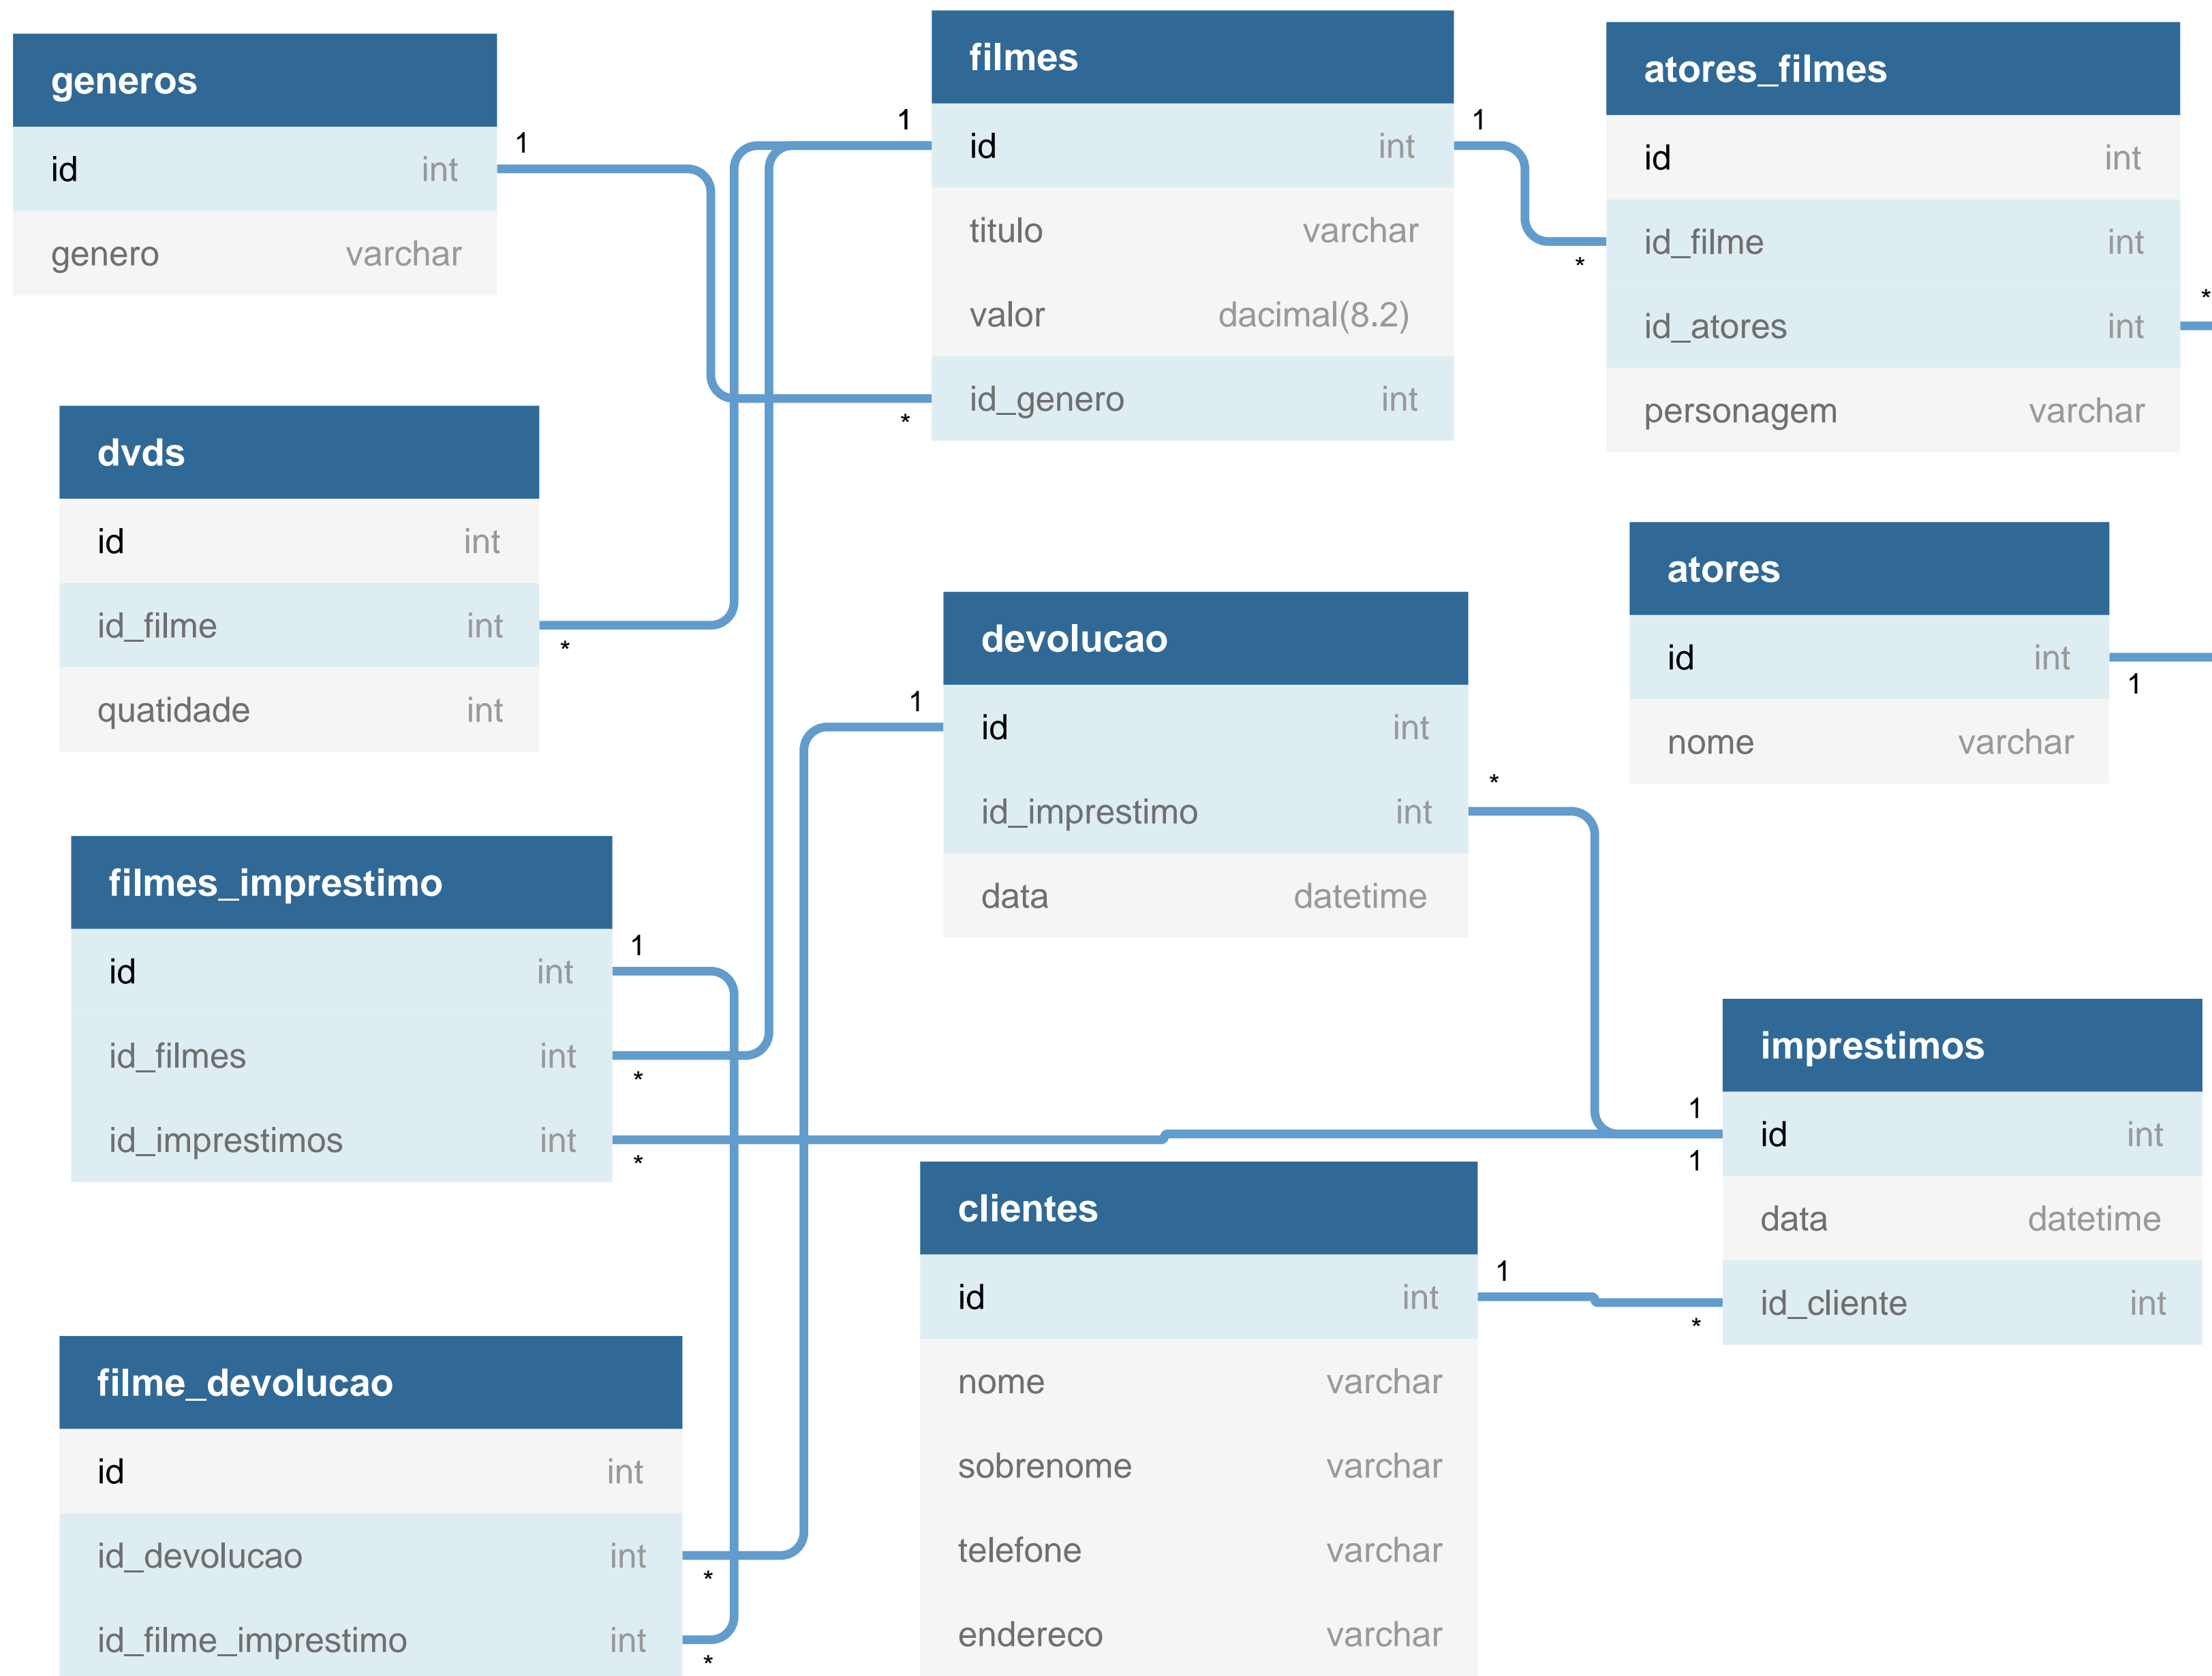 generos
1
id int
genero varchar
filmes
1
1
id int
titulo varchar
valor dacimal(8.2)
id_genero int
*
atores_filmes
id int
id_filme int
*
id_atores int
*
personagem varchar
dvds
id int
id_filme int
*
quatidade int
atores
id int
1
nome varchar
devolucao
1
id int
*
id_imprestimo int
data datetime
filmes_imprestimo
1
id int
id_filmes int
*
id_imprestimos int
*
imprestimos
1
id int
1
data datetime
id_cliente int
*
clientes
1
id int
nome varchar
sobrenome varchar
telefone varchar
endereco varchar
filme_devolucao
id int
id_devolucao int
*
id_filme_imprestimo int
*